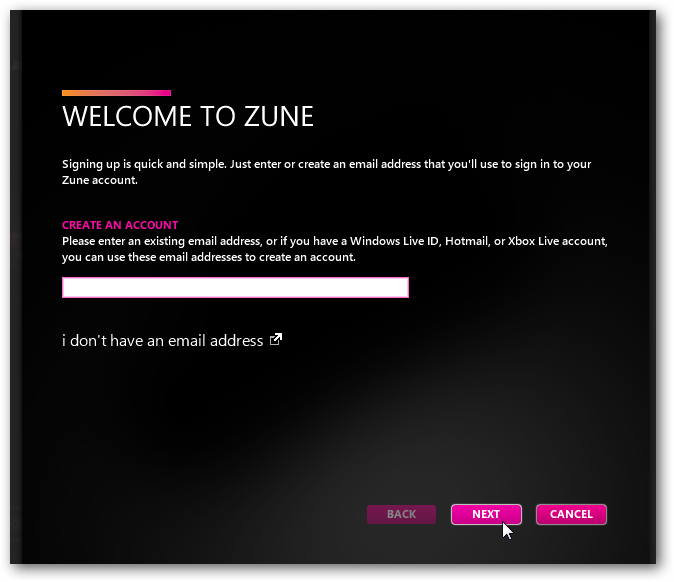 WELCOME TO ZUNE
Signing up is quick and simple. Just enter or create an email address that you'll use to sign in to your
Zune account.
CREATE AN ACCOUNT
Please enter an existing email address, or if you have a Windows Live ID, Hotmail, or Xbox Live account,
you can use these email addresses to create an account.
i don't have an email address
BACK NEXT CANCEL